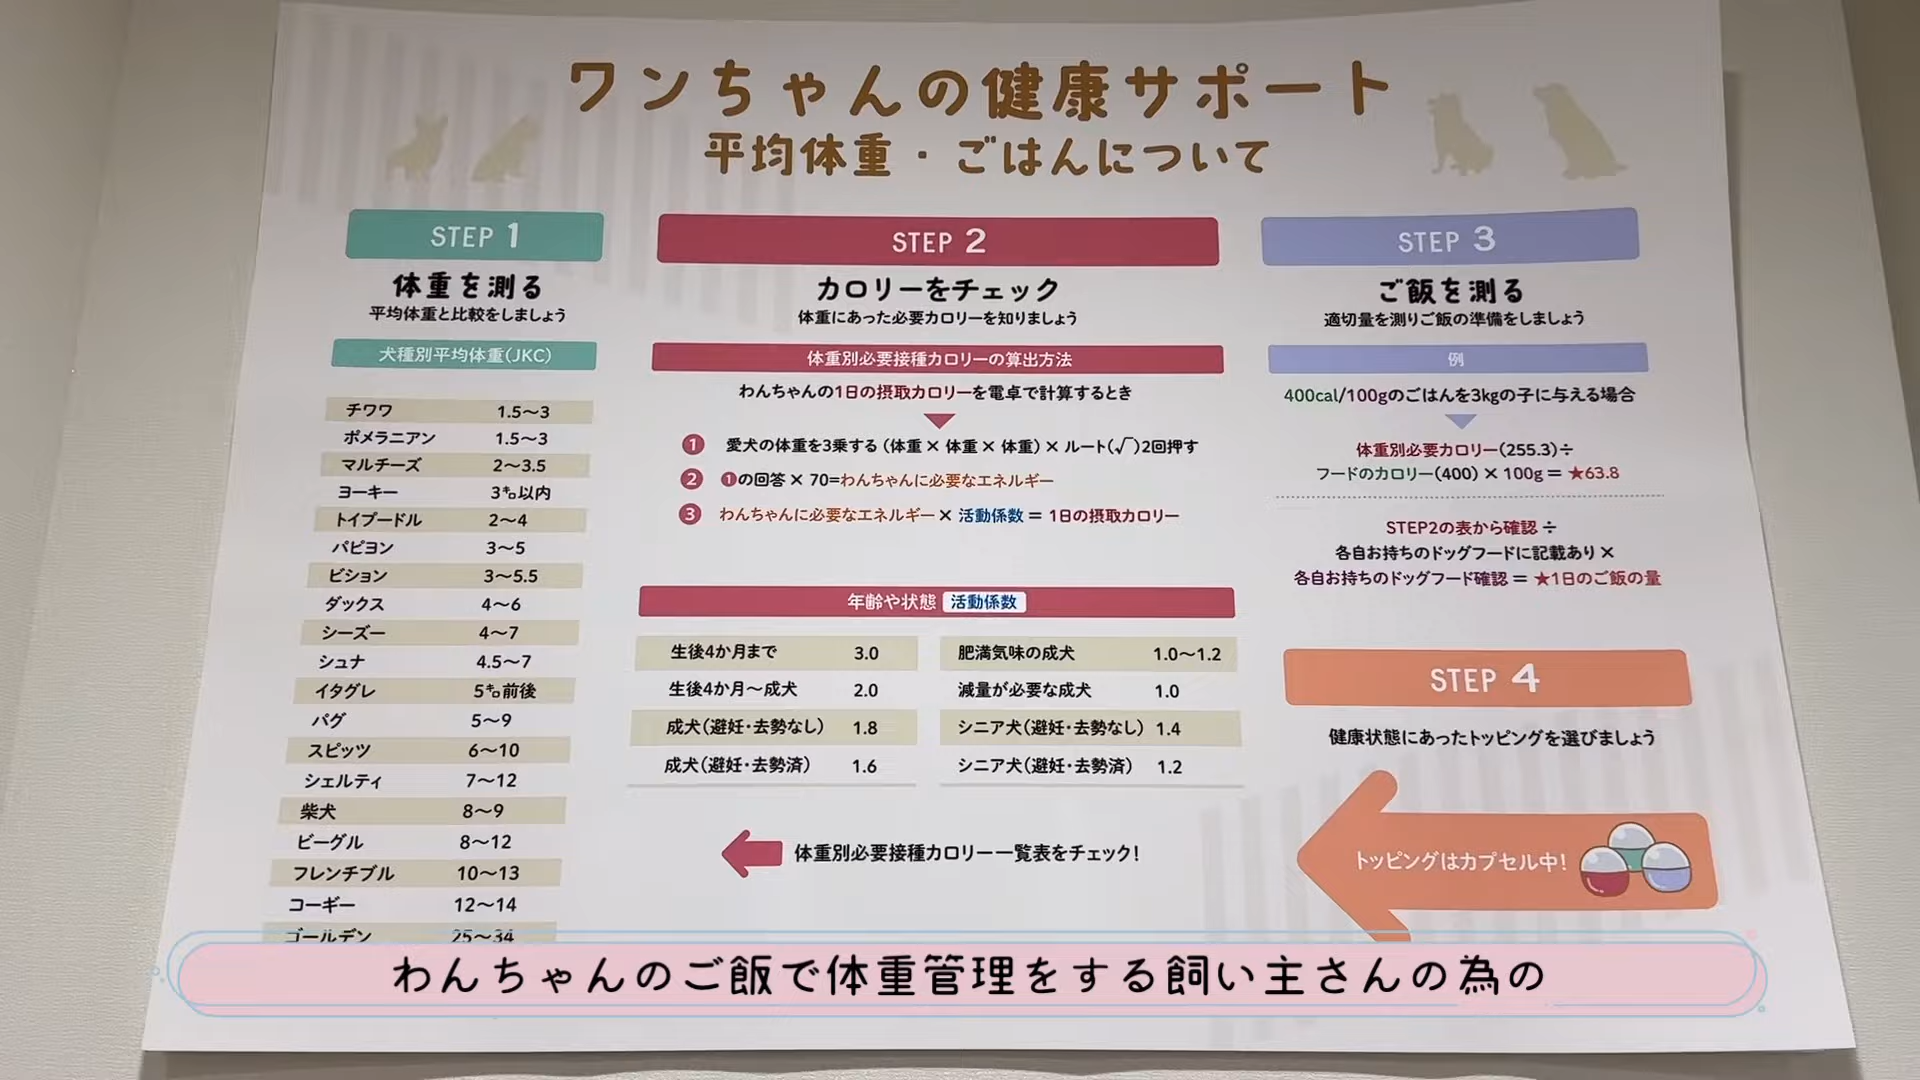 ワンちゃんの健康サポート
平均体重・ごはんについて
STEP 1
体重を測る
平均体重と比較をしましょう
犬種別平均体重(JKC)
チワワ 1.5〜3
ポメラニアン 1.5〜3
マルチーズ 2〜3.5
ヨーキー 3㌔以内
トイプードル 2〜4
パピヨン 3〜5
ビション 3〜5.5
ダックス 4〜6
シーズー 4〜7
シュナ 4.5〜7
イタグレ 5㌔前後
パグ 5〜9
スピッツ 6〜10
シェルティ 7〜12
柴犬 8〜9
ビーグル 8〜12
フレンチブル 10〜13
コーギー 12〜14
ゴールデン 25〜34
STEP 2
カロリーをチェック
体重にあった必要カロリーを知りましょう
体重別必要接種カロリーの算出方法
わんちゃんの1日の摂取カロリーを電卓で計算するとき
1 愛犬の体重を3乗する (体重 × 体重 × 体重) × ルート(√ )2回押す
2 ❶の回答 × 70=わんちゃんに必要なエネルギー
3 わんちゃんに必要なエネルギー × 活動係数 = 1日の摂取カロリー
年齢や状態 活動係数
生後4か月まで 3.0
生後4か月〜成犬 2.0
成犬(避妊・去勢なし) 1.8
成犬(避妊・去勢済) 1.6
肥満気味の成犬 1.0〜1.2
減量が必要な成犬 1.0
シニア犬(避妊・去勢なし) 1.4
シニア犬(避妊・去勢済) 1.2
体重別必要接種カロリー一覧表をチェック!
STEP 3
ご飯を測る
適切量を測りご飯の準備をしましょう
例
400cal/100gのごはんを3kgの子に与える場合
体重別必要カロリー(255.3)÷
フードのカロリー(400) × 100g = ★63.8
STEP2の表から確認 ÷
各自お持ちのドッグフードに記載あり ×
各自お持ちのドッグフード確認 = ★1日のご飯の量
STEP 4
健康状態にあったトッピングを選びましょう
トッピングはカプセル中!
わんちゃんのご飯で体重管理をする飼い主さんの為の